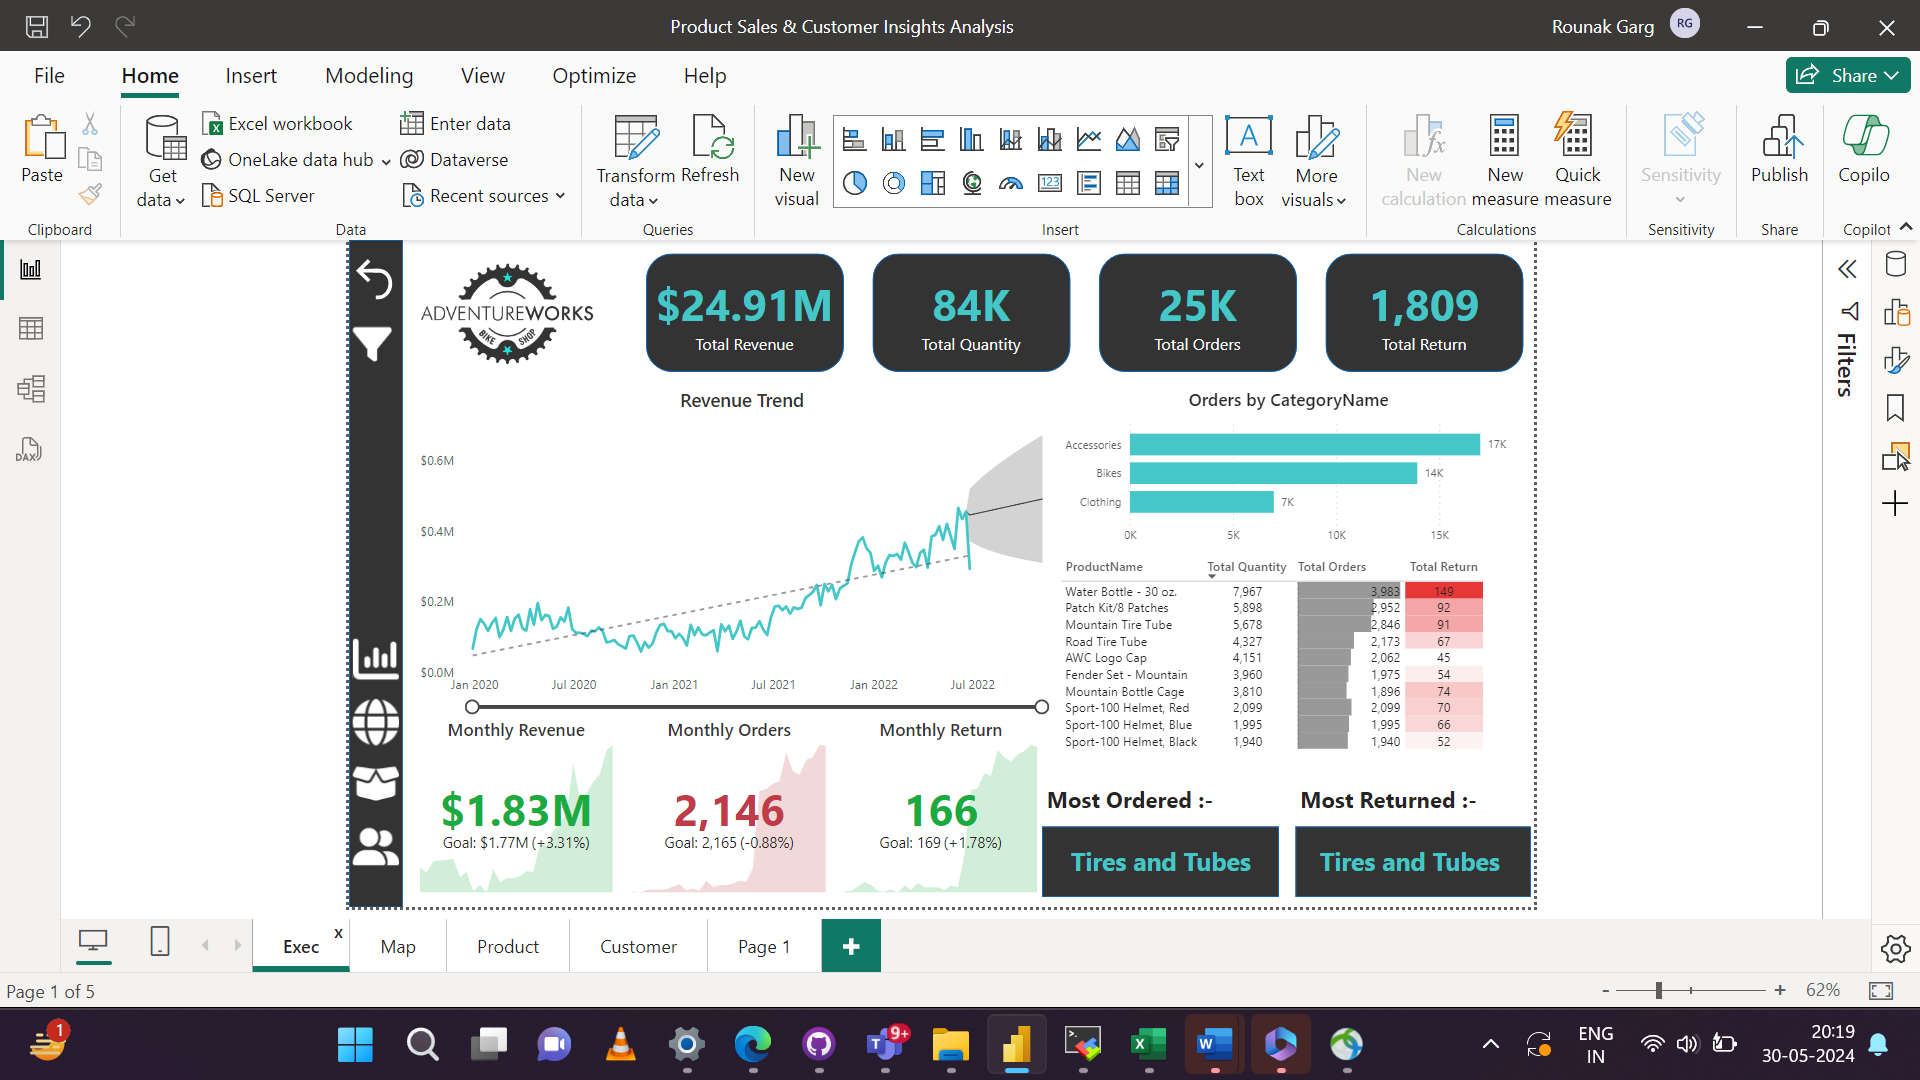 Product Sales & Customer Insights Analysis
Rounak Garg
RG
File
Home
Insert
Modeling
View
Optimize
Help
Share
Paste
Clipboard
Get
data
Excel workbook
OneLake data hub
SQL Server
Enter data
Dataverse
Recent sources
Data
Transform
data
Refresh
Queries
New
visual
123
A
Text
box
More
visuals
Insert
fx
New
calculation
New
measure
Quick
measure
Calculations
Sensitivity
Sensitivity
Publish
Share
Copilo
Copilot
DAX
ADVENTUREWORKS
BIKE SHOP
$24.91M
Total Revenue
84K
Total Quantity
25K
Total Orders
1,809
Total Return
Filters
Revenue Trend
$0.6M
$0.4M
$0.2M
$0.0M
Jan 2020
Jul 2020
Jan 2021
Jul 2021
Jan 2022
Jul 2022
Orders by CategoryName
Accessories 17K
Bikes 14K
Clothing 7K
0K 5K 10K 15K
ProductName Total Quantity Total Orders Total Return
Water Bottle - 30 oz. 7,967 3,983 149
Patch Kit/8 Patches 5,898 2,952 92
Mountain Tire Tube 5,678 2,846 91
Road Tire Tube 4,327 2,173 67
AWC Logo Cap 4,151 2,062 45
Fender Set - Mountain 3,960 1,975 54
Mountain Bottle Cage 3,810 1,896 74
Sport-100 Helmet, Red 2,099 2,099 70
Sport-100 Helmet, Blue 1,995 1,995 66
Sport-100 Helmet, Black 1,940 1,940 52
Monthly Revenue
$1.83M
Goal: $1.77M (+3.31%)
Monthly Orders
2,146
Goal: 2,165 (-0.88%)
Monthly Return
166
Goal: 169 (+1.78%)
Most Ordered :-
Tires and Tubes
Most Returned :-
Tires and Tubes
Exec
x
Map
Product
Customer
Page 1
+
Page 1 of 5
- + 62%
1
T
9+
X
W
ENG
IN
20:19
30-05-2024